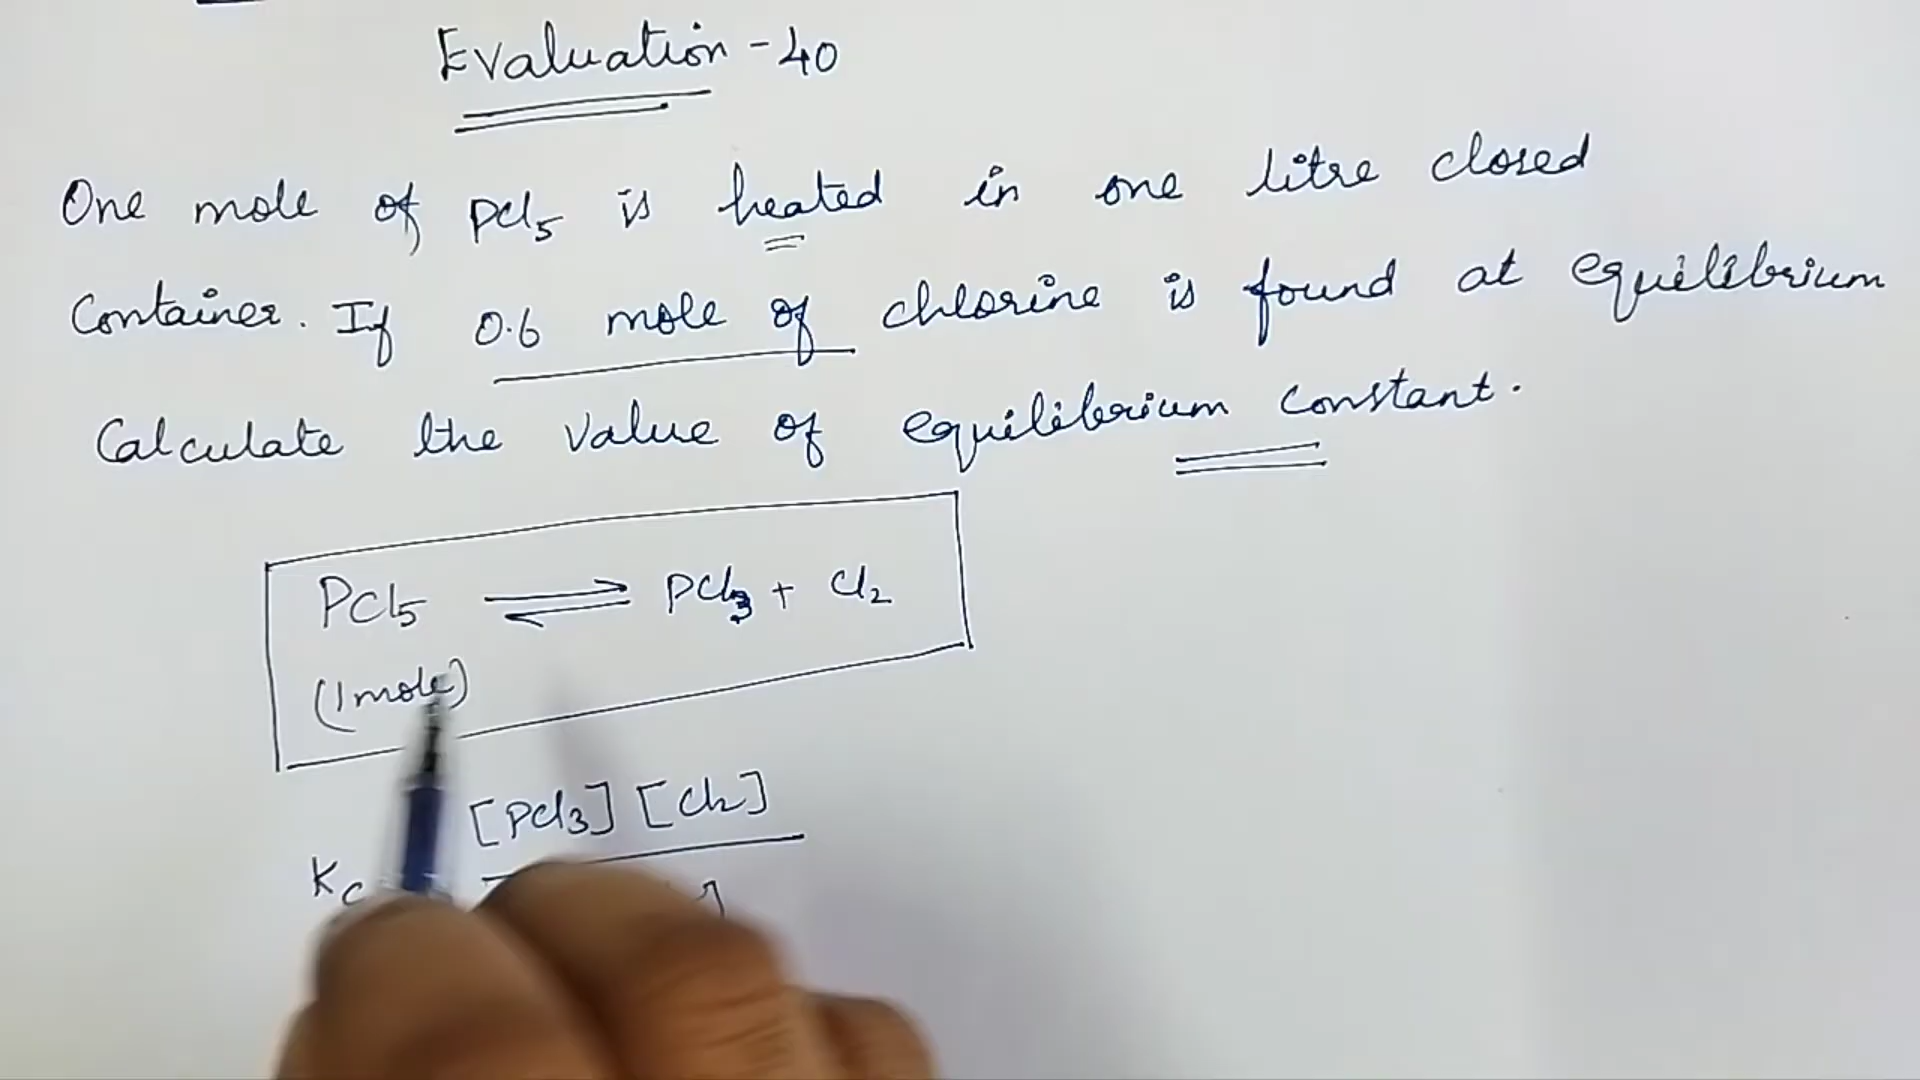 Evaluation - 40
One mole of PCl5 is heated in one litre closed
Container. If 0.6 mole of chlorine is found at equilibrium
Calculate the value of equilibrium constant.
PCl5 ⇌ PCl3 + Cl2
(1mole)
[PCl3] [Cl2]
Kc